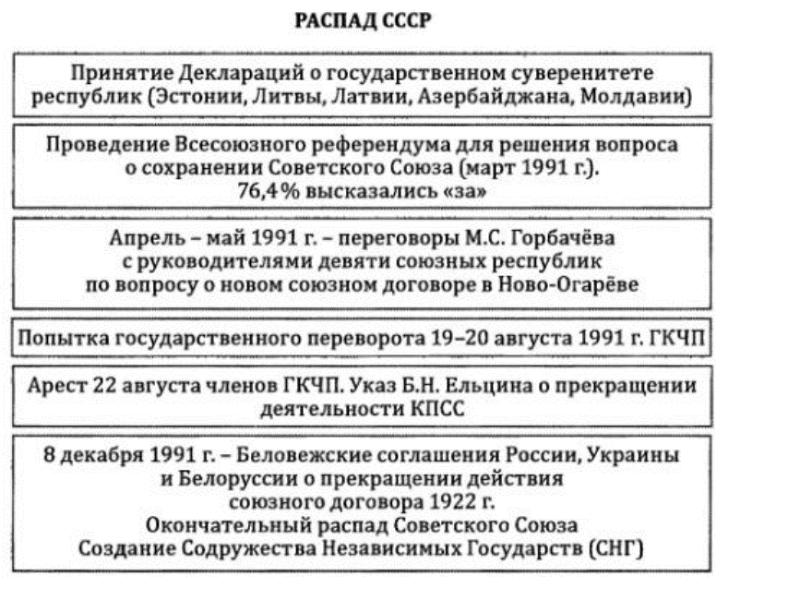 РАСПАД СССР
Принятие Деклараций о государственном суверенитете
республик (Эстонии, Литвы, Латвии, Азербайджана, Молдавии)
Проведение Всесоюзного референдума для решения вопроса
о сохранении Советского Союза (март 1991 г.).
76,4% высказались «за»
Апрель – май 1991 г. – переговоры М.С. Горбачёва
с руководителями девяти союзных республик
по вопросу о новом союзном договоре в Ново-Огарёве
Попытка государственного переворота 19–20 августа 1991 г. ГКЧП
Арест 22 августа членов ГКЧП. Указ Б.Н. Ельцина о прекращении
деятельности КПСС
8 декабря 1991 г. – Беловежские соглашения России, Украины
и Белоруссии о прекращении действия
союзного договора 1922 г.
Окончательный распад Советского Союза
Создание Содружества Независимых Государств (СНГ)